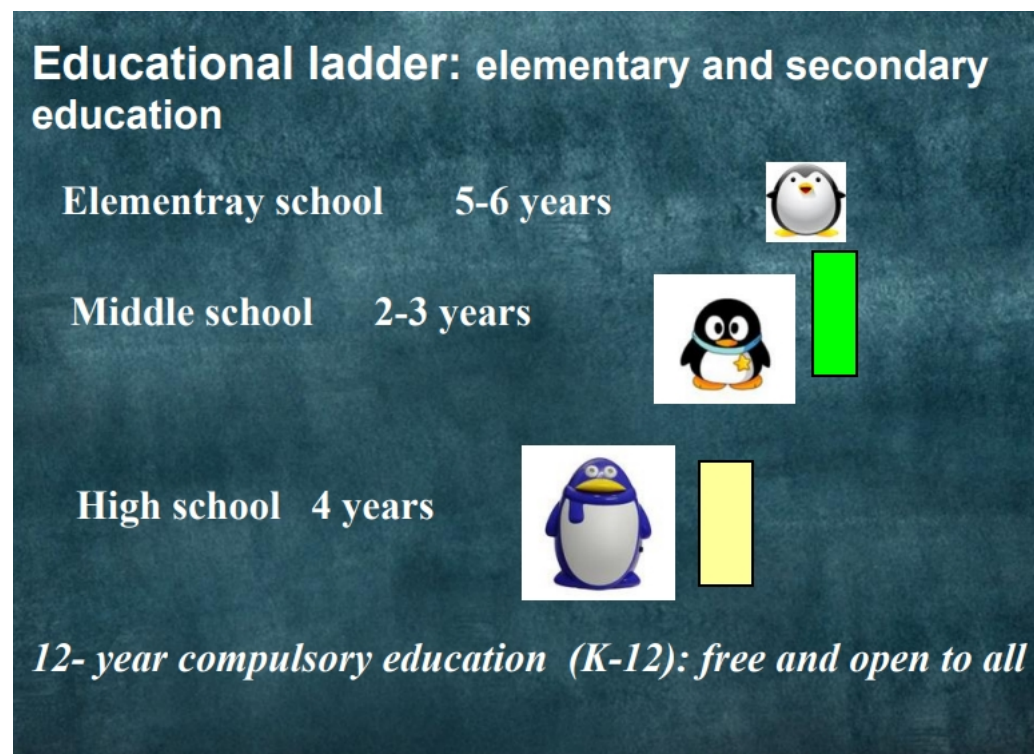 Educational ladder: elementary and secondary
education
Elementray school 5-6 years
Middle school 2-3 years
High school 4 years
12- year compulsory education (K-12): free and open to all